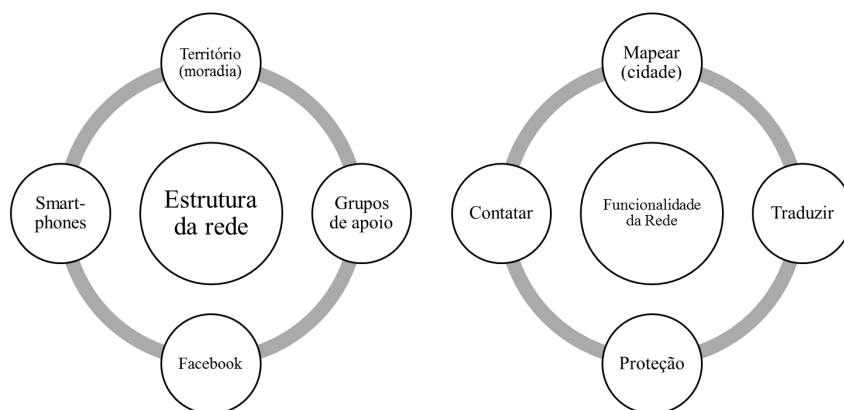 Território
(moradia)
Smart-
phones
Estrutura
da rede
Grupos
de apoio
Facebook
Mapear
(cidade)
Contatar
Funcionalidade
da Rede
Traduzir
Proteção